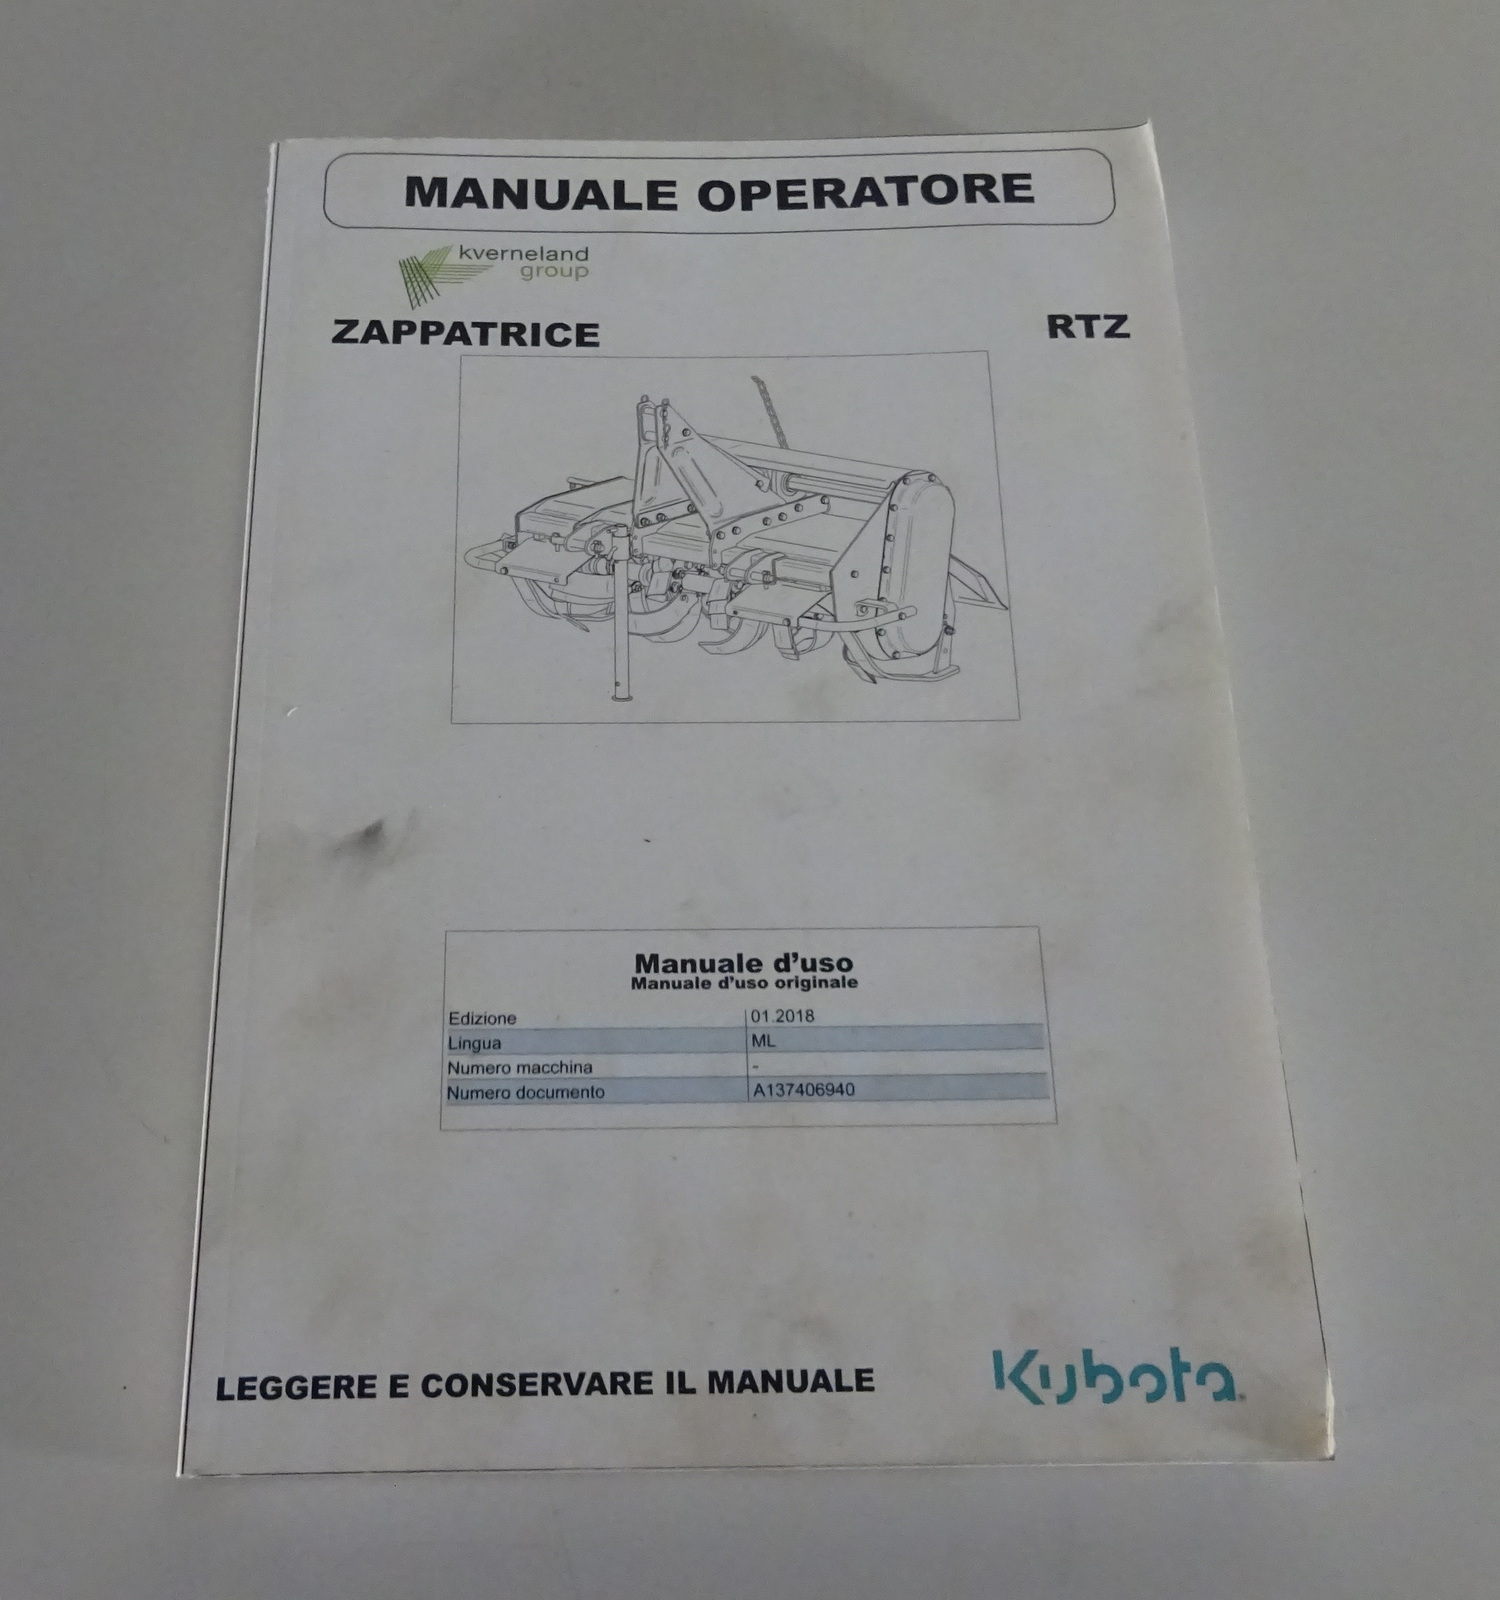 MANUALE OPERATORE
kverneland
group
ZAPPATRICE RTZ
Manuale d'uso
Manuale d'uso originale
Edizione 01.2018
Lingua ML
Numero macchina -
Numero documento A137406940
LEGGERE E CONSERVARE IL MANUALE
Kubota